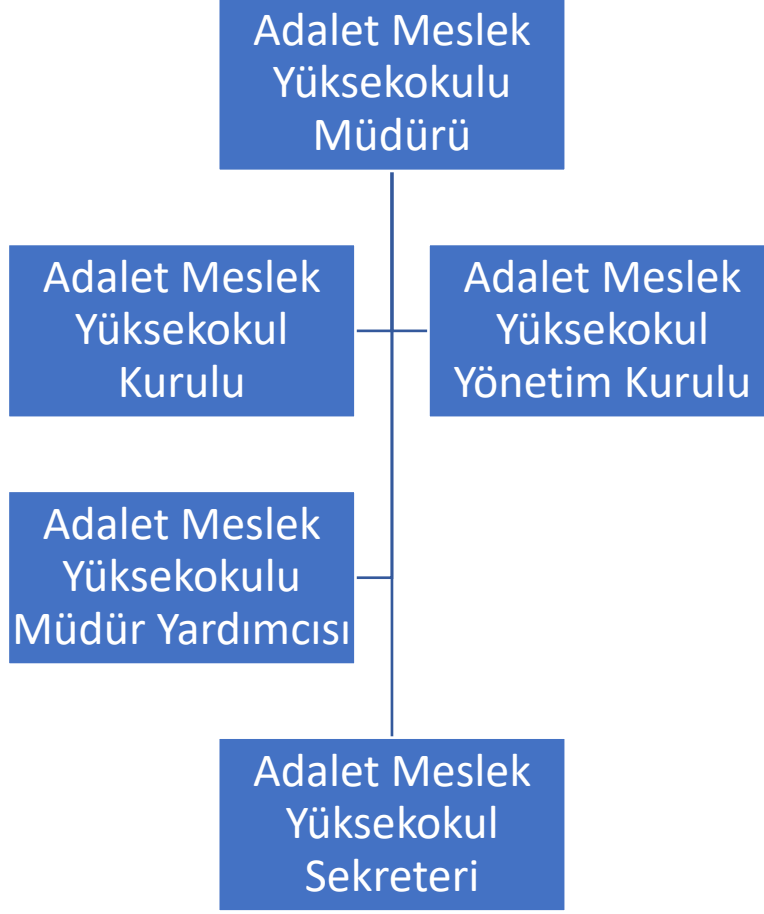 Adalet Meslek
Yüksekokulu
Müdürü
Adalet Meslek
Yüksekokul
Kurulu
Adalet Meslek
Yüksekokul
Yönetim Kurulu
Adalet Meslek
Yüksekokulu
Müdür Yardımcısı
Adalet Meslek
Yüksekokul
Sekreteri